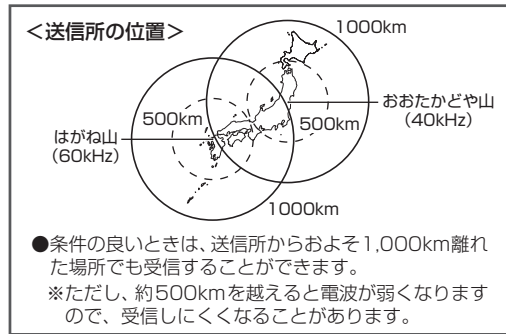 ＜送信所の位置＞
1000km
500km
おおたかどや山
（40kHz）
500km
はがね山
（60kHz）
1000km
●条件の良いときは、送信所からおよそ1,000km離れ
た場所でも受信することができます。
※ただし、約500kmを越えると電波が弱くなります
ので、受信しにくくなることがあります。